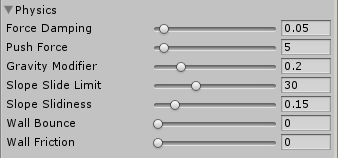 Physics
Force Damping 0.05
Push Force 5
Gravity Modifier 0.2
Slope Slide Limit 30
Slope Slidiness 0.15
Wall Bounce 0
Wall Friction 0